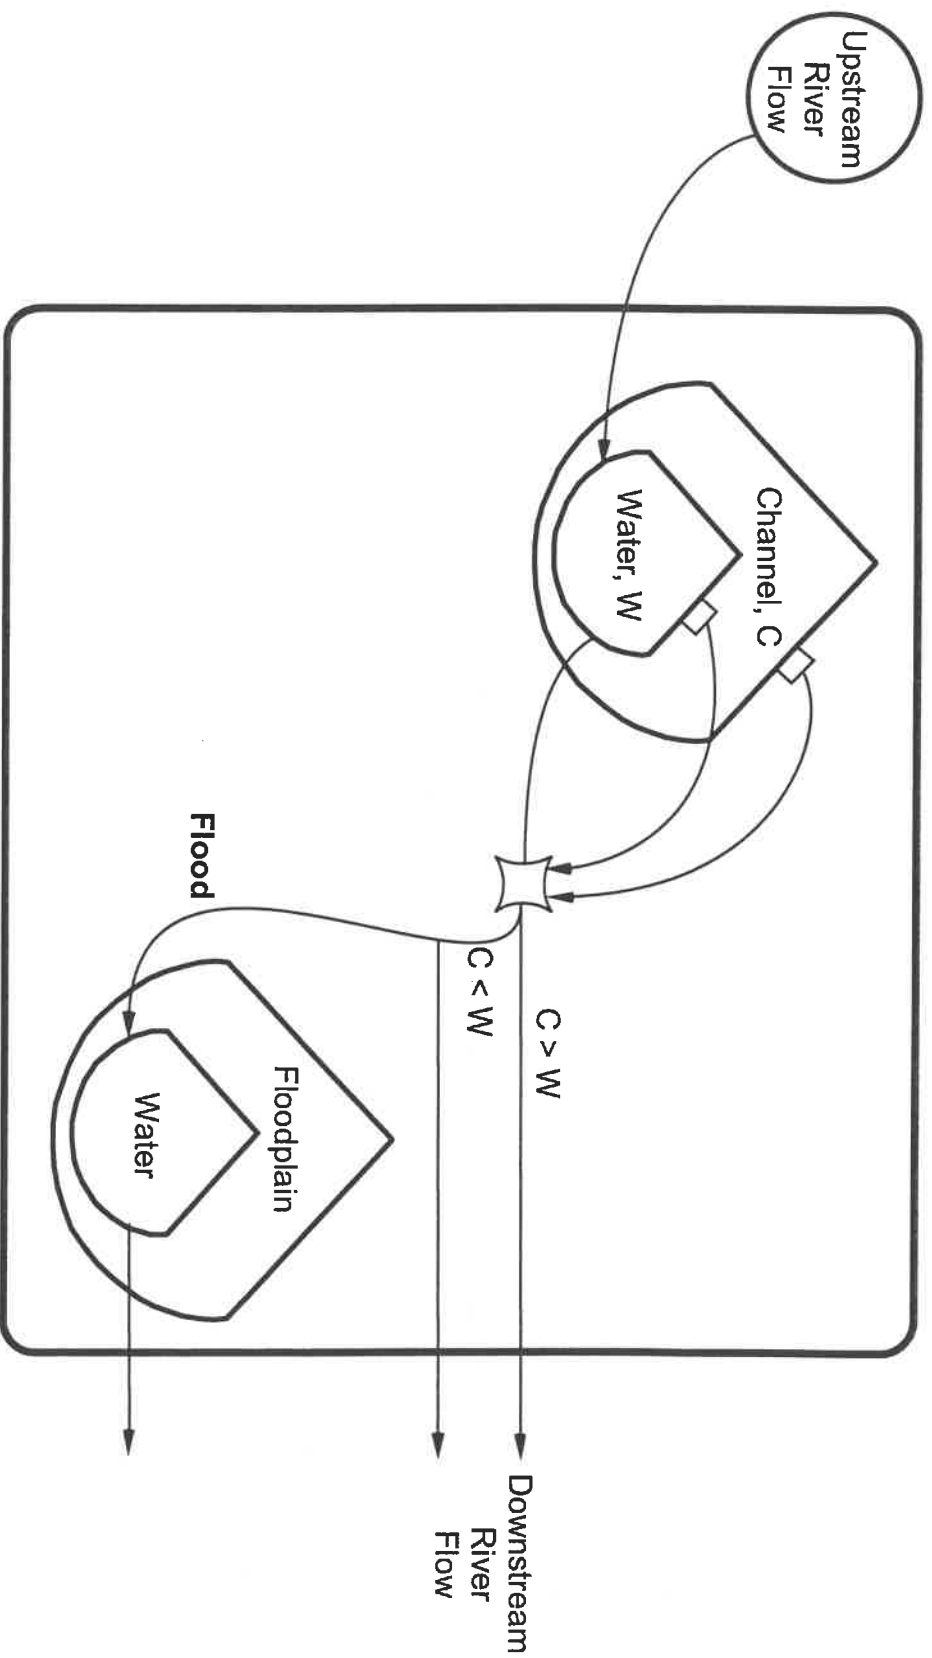 Upstream
River
Flow
Channel, C
Water, W
C > W
C < W
Flood
Floodplain
Water
Downstream
River
Flow